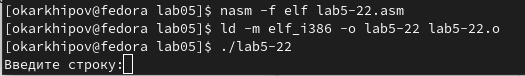 [okarkhipov@fedora lab05]$ nasm -f elf lab5-22.asm
[okarkhipov@fedora lab05]$ ld -m elf_i386 -o lab5-22 lab5-22.o
[okarkhipov@fedora lab05]$ ./lab5-22
Введите строку: